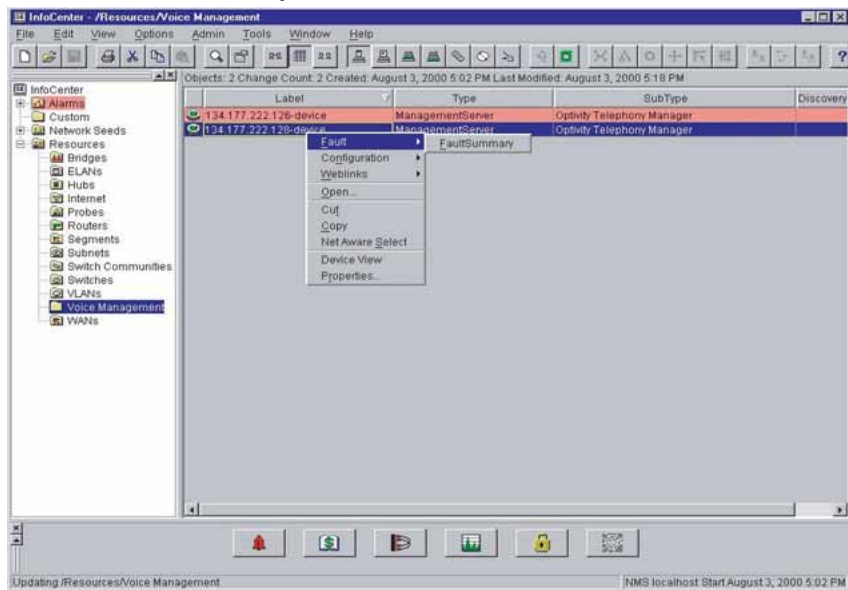 InfoCenter - /Resources/Voice Management
File Edit View Options Admin Tools Window Help
Objects: 2 Change Count: 2 Created: August 3, 2000 5:02 PM Last Modified: August 3, 2000 5:18 PM
InfoCenter
Alarms
Custom
Network Seeds
Resources
Bridges
ELANs
Hubs
Internet
Probes
Routers
Segments
Subnets
Switch Communities
Switches
VLANs
Voice Management
WANs
Label Type SubType Discovery
134.177.222.126-device ManagementServer Optivity Telephony Manager
134.177.222.128-device ManagementServer Optivity Telephony Manager
Fault FaultSummary
Configuration
Weblinks
Open...
Cut
Copy
Net Aware Select
Device View
Properties...
Updating /Resources/Voice Management NMS localhost Start August 3, 2000 5:02 PM